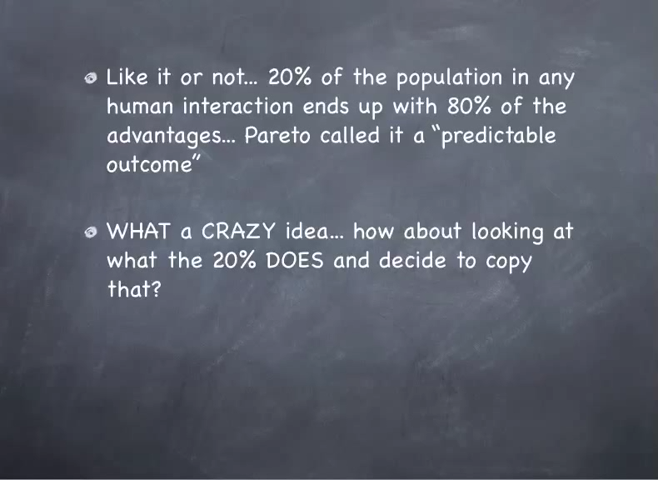 Like it or not... 20% of the population in any
human interaction ends up with 80% of the
advantages... Pareto called it a “predictable
outcome”
WHAT a CRAZY idea... how about looking at
what the 20% DOES and decide to copy
that?